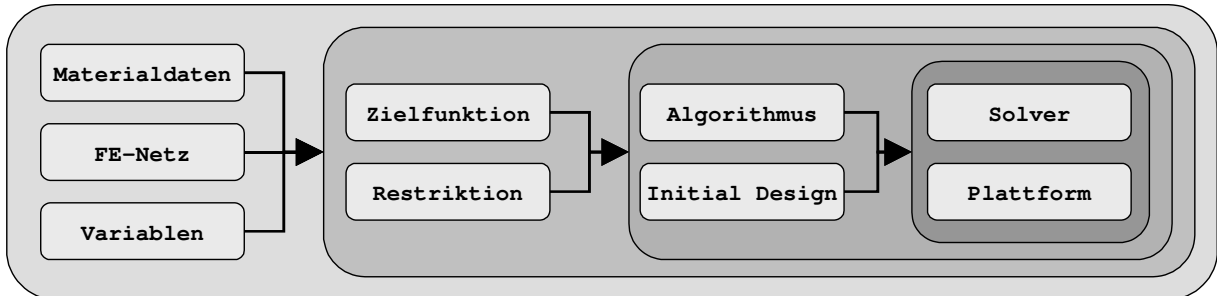 Materialdaten
FE-Netz
Variablen
Zielfunktion
Restriktion
Algorithmus
Initial Design
Solver
Plattform